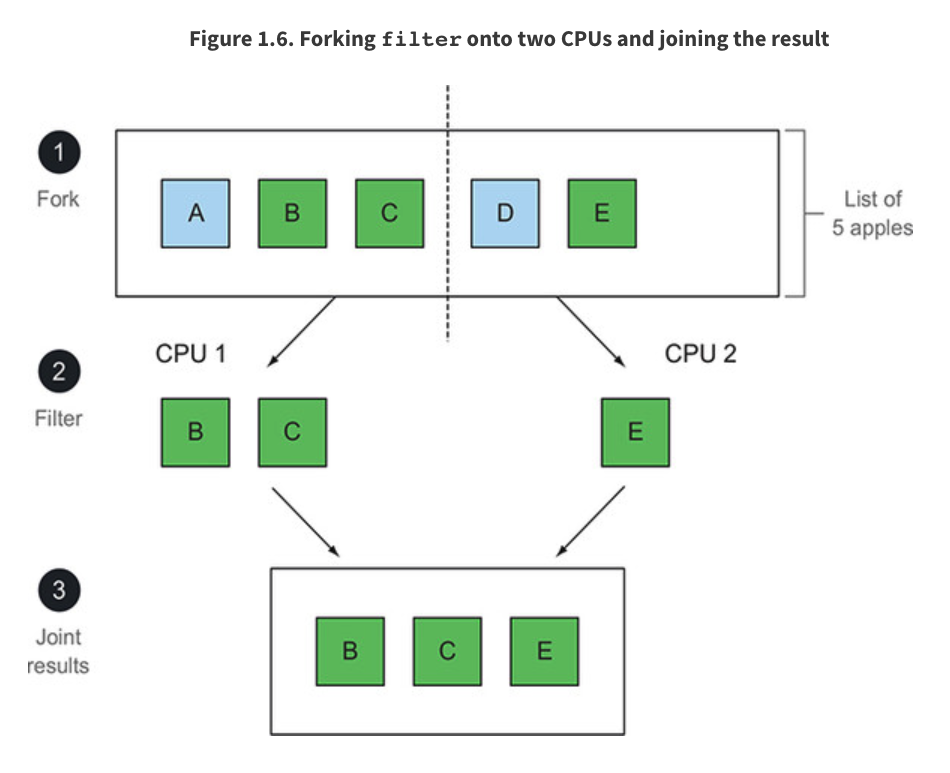 Figure 1.6. Forking filter onto two CPUs and joining the result
1
Fork
A B C D E
List of
5 apples
CPU 1
CPU 2
2
Filter
B C E
3
Joint
results
B C E